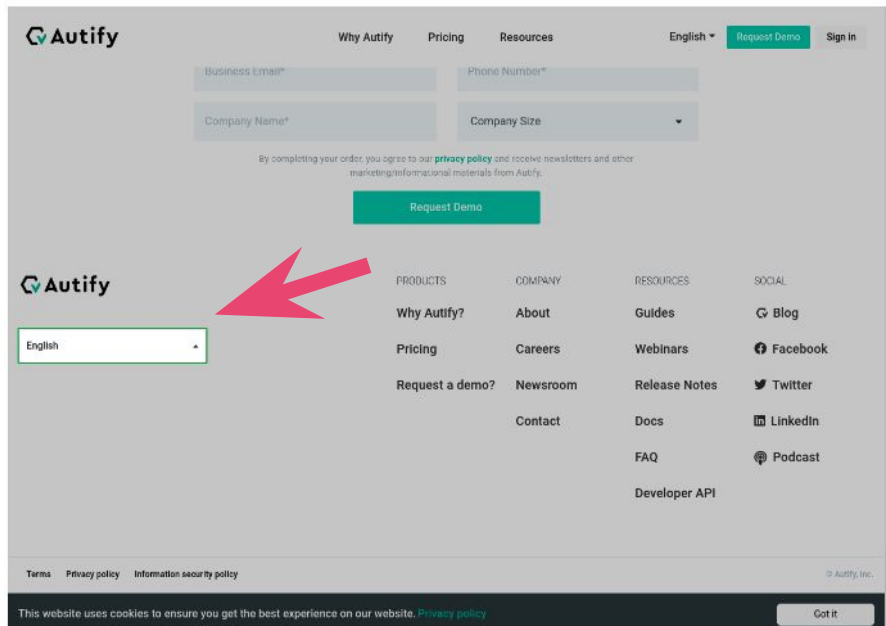 Autify Why Autify Pricing Resources English Request Demo Sign in
Business Email* Phone Number*
Company Name* Company Size
By completing your order, you agree to our privacy policy and receive newsletters and other
marketing/informational materials from Autify.
Request Demo
Autify
English
PRODUCTS
Why Autify?
Pricing
Request a demo?
COMPANY
About
Careers
Newsroom
Contact
RESOURCES
Guides
Webinars
Release Notes
Docs
FAQ
Developer API
SOCIAL
Blog
Facebook
Twitter
LinkedIn
Podcast
Terms Privacy policy Information security policy © Autify, Inc.
This website uses cookies to ensure you get the best experience on our website. Privacy policy Got it